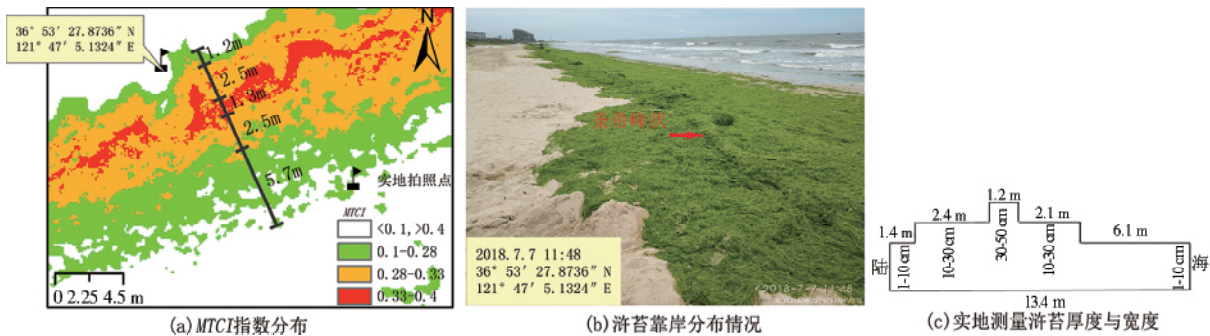 36° 53′ 27.8736″ N
121° 47′ 5.1324″ E
N
1.2m
2.5m
1.3m
2.5m
5.7m
实地拍照点
MTCI
<0.1,>0.4
0.1-0.28
0.28-0.33
0.33-0.4
0 2.25 4.5 m
(a)MTCI指数分布
2018.7.7 11:48
36° 53′ 27.8736″ N
121° 47′ 5.1324″ E
2018-7-7 11:48
(b)浒苔靠岸分布情况
1.2 m
2.4 m
2.1 m
1.4 m
6.1 m
陆
1-10 cm
10-30 cm
30-50 cm
10-30 cm
1-10 cm
海
13.4 m
(c)实地测量浒苔厚度与宽度